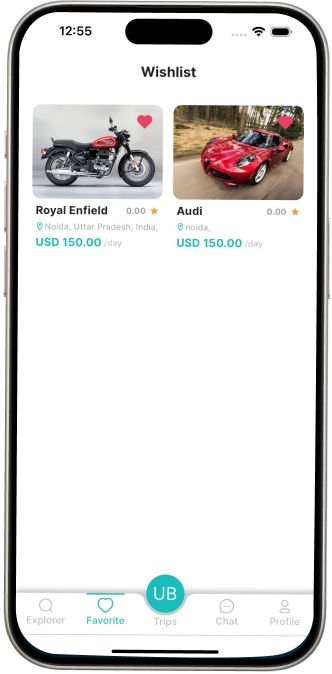 12:55
Wishlist
Royal Enfield 0.00
Audi 0.00
Noida, Uttar Pradesh, India,
noida,
USD 150.00 /day
USD 150.00 /day
UB
Explorer
Favorite
Trips
Chat
Profile